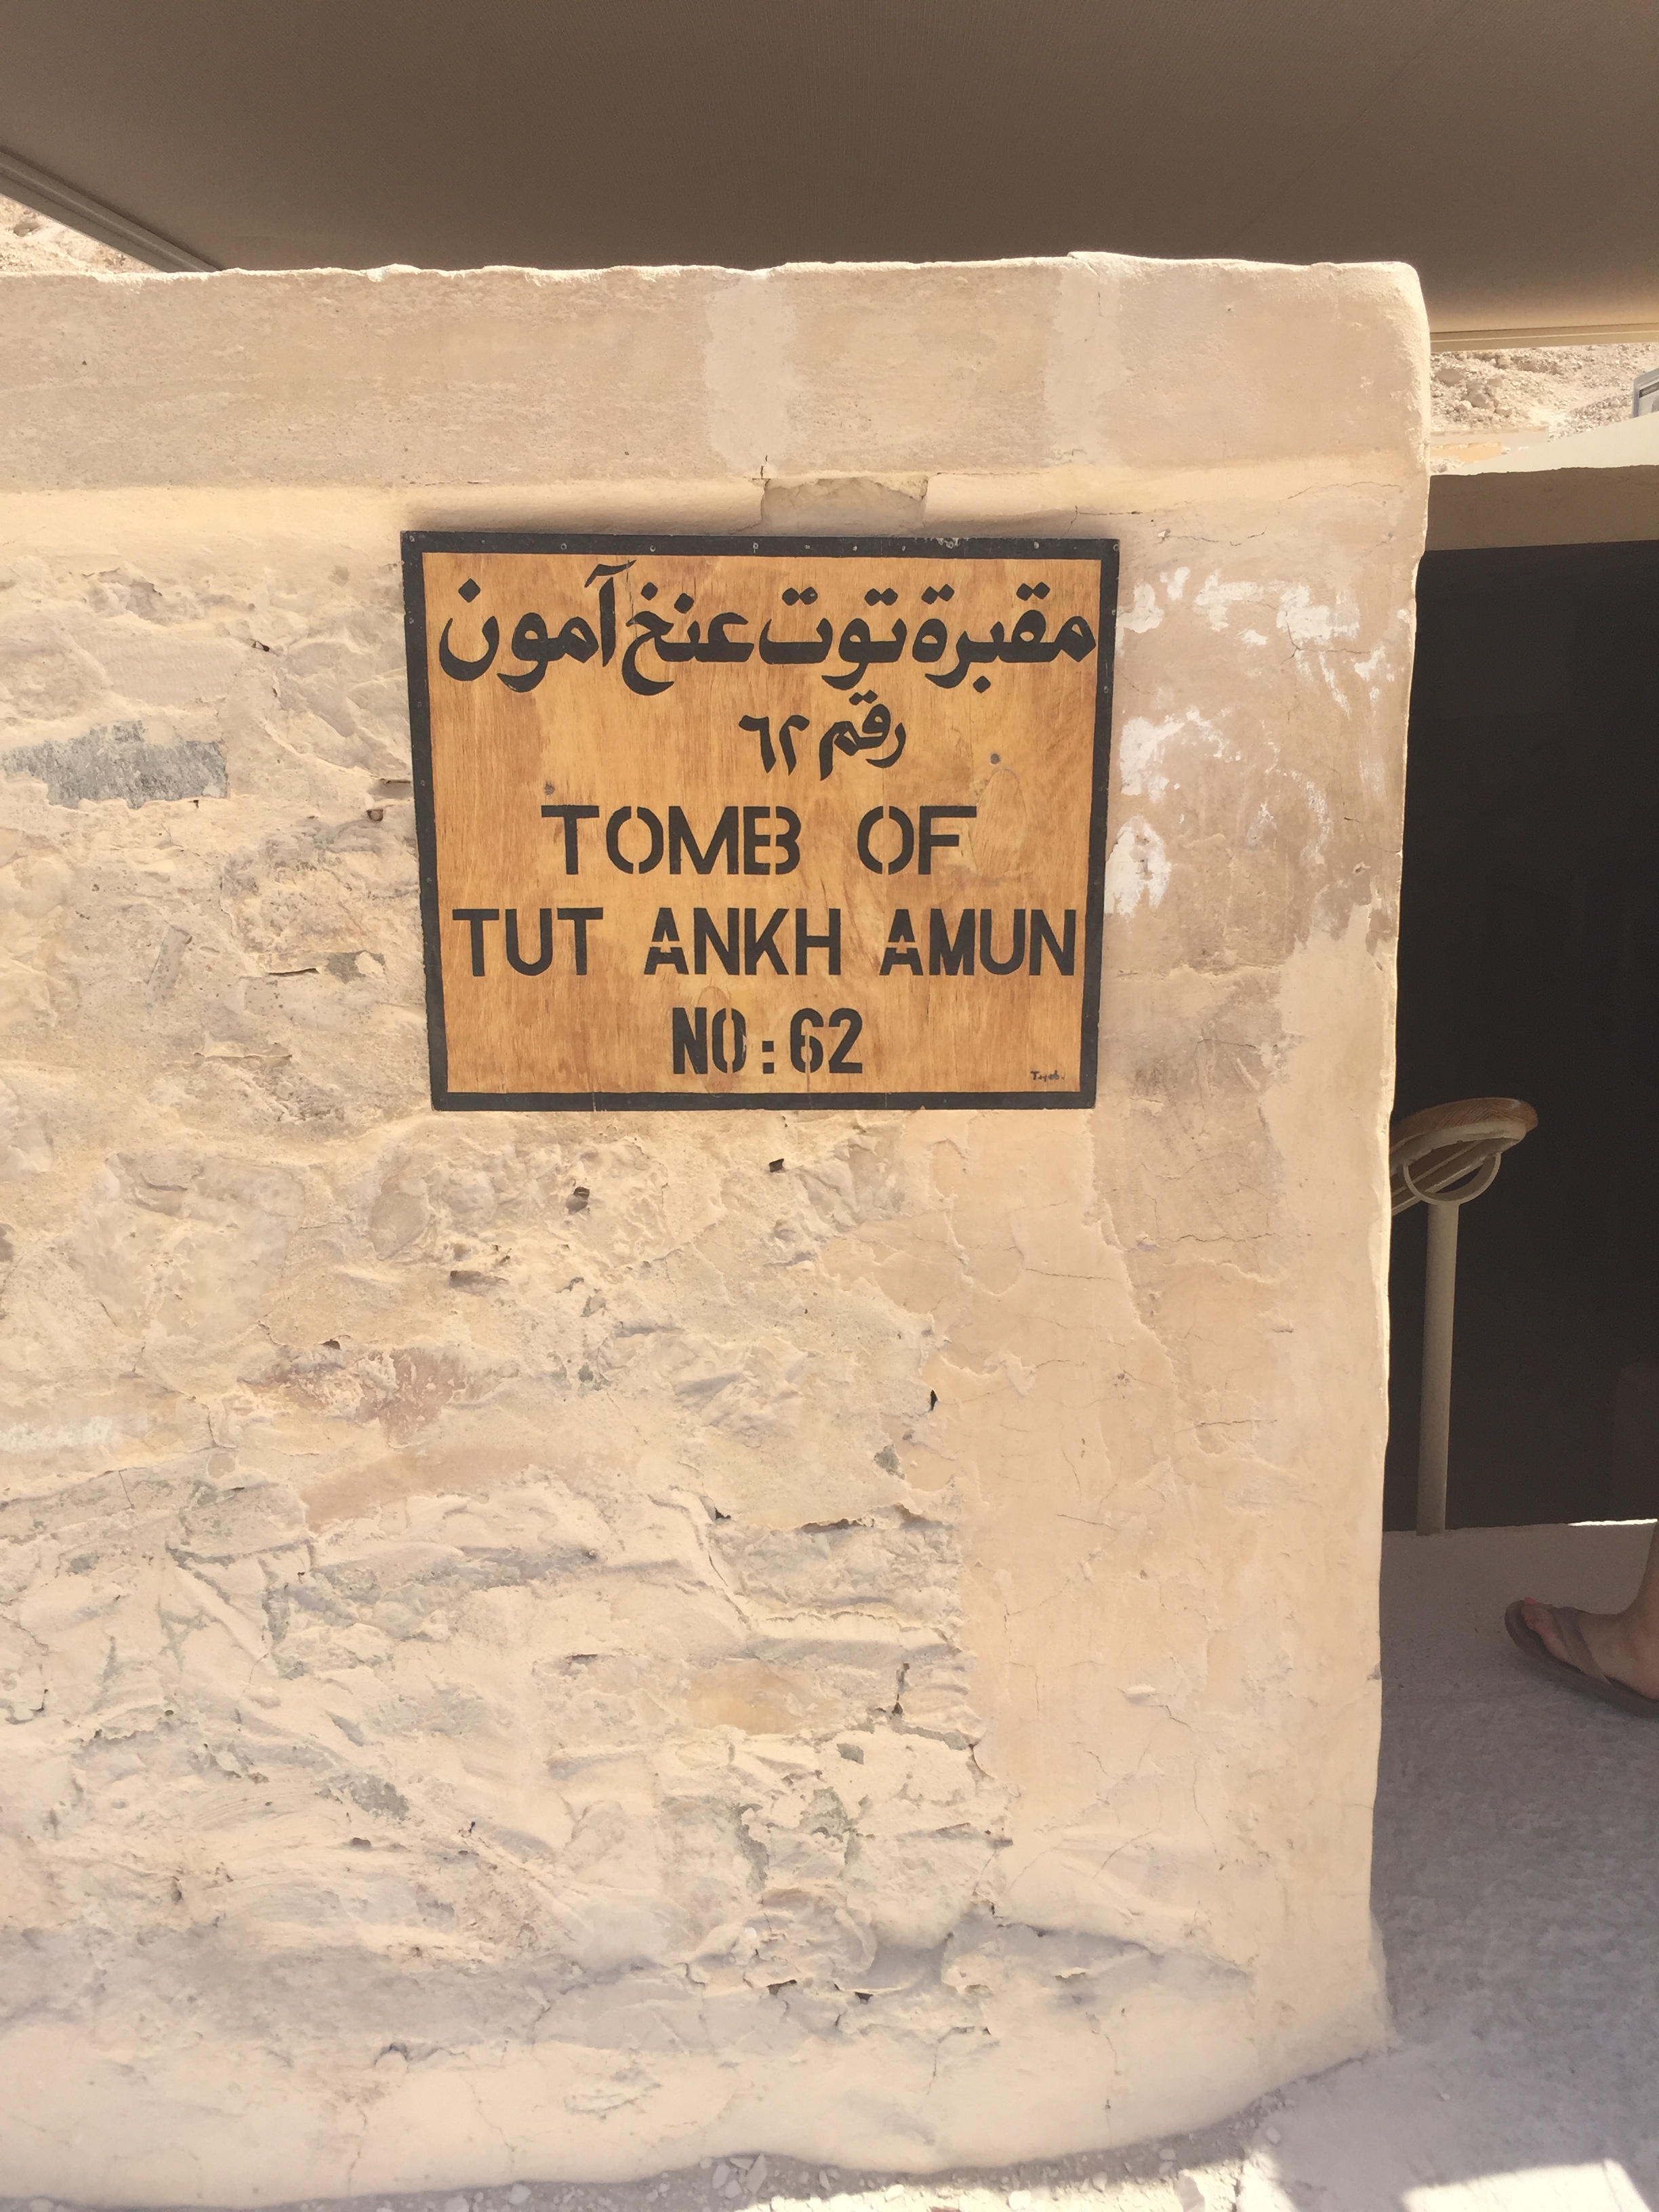 مقبرة توت عنخ آمون
رقم ٦٢
TOMB OF
TUT ANKH AMUN
NO: 62